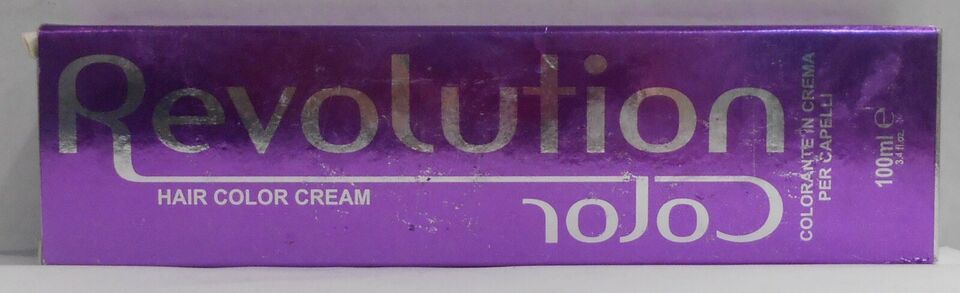 Revolution
HAIR COLOR CREAM
Color
COLORANTE IN CREMA
PER CAPELLI
100ml e
3.4 fl.oz.